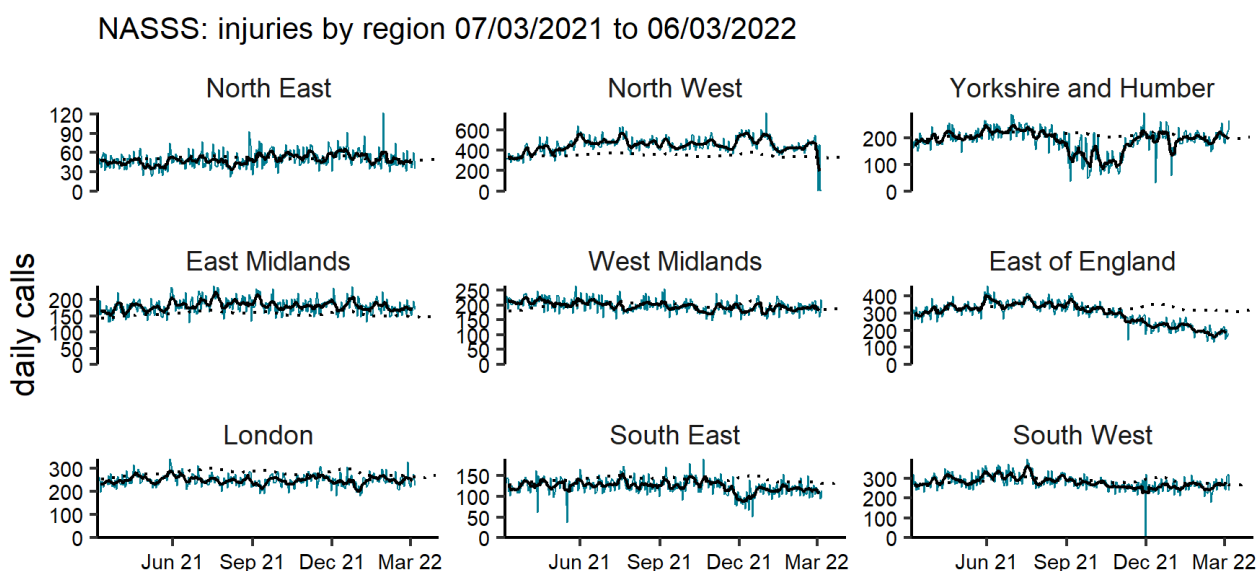 NASSS: injuries by region 07/03/2021 to 06/03/2022
North East
North West
Yorkshire and Humber
120
90
60
30
0
600
400
200
0
200
100
0
East Midlands
West Midlands
East of England
200
150
100
50
0
250
200
150
100
50
0
400
300
200
100
0
daily calls
London
South East
South West
300
200
100
0
150
100
50
0
300
200
100
0
Jun 21 Sep 21 Dec 21 Mar 22
Jun 21 Sep 21 Dec 21 Mar 22
Jun 21 Sep 21 Dec 21 Mar 22